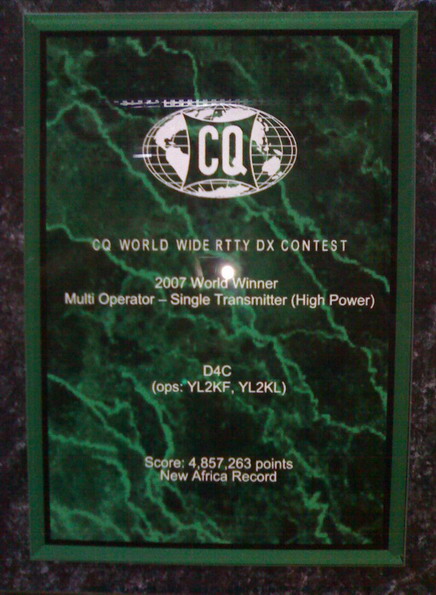 CQ
CQ WORLD WIDE RTTY DX CONTEST
2007 World Winner
Multi Operator – Single Transmitter (High Power)
D4C
(ops: YL2KF, YL2KL)
Score: 4,857,263 points
New Africa Record